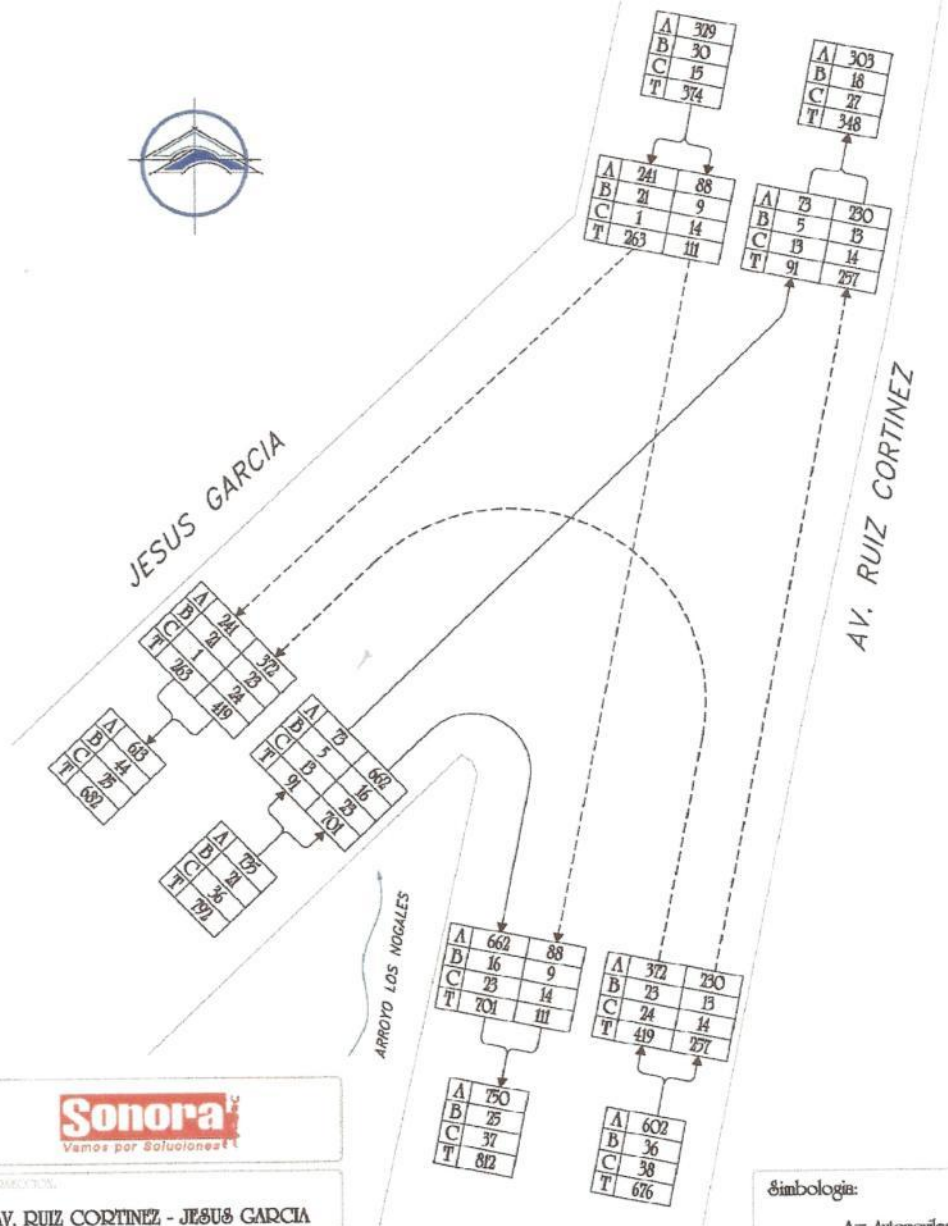 A 329
B 30
C 15
T 374
A 303
B 18
C 27
T 348
A 241 88
B 21 9
C 1 14
T 263 111
A 73 230
B 5 13
C 13 14
T 91 257
JESUS GARCIA
AV. RUIZ CORTINEZ
A 241 372
B 21 23
C 1 24
T 263 419
A 613
B 44
C 25
T 682
A 73 662
B 5 16
C 13 23
T 91 701
A 735
B 21
C 36
T 792
ARROYO LOS NOGALES
A 662 88
B 16 9
C 23 14
T 701 111
A 372 230
B 23 13
C 24 14
T 419 257
A 750
B 25
C 37
T 812
A 602
B 36
C 38
T 676
Sonora
Vamos por Soluciones
AV. RUIZ CORTINEZ - JESUS GARCIA
Simbologia: